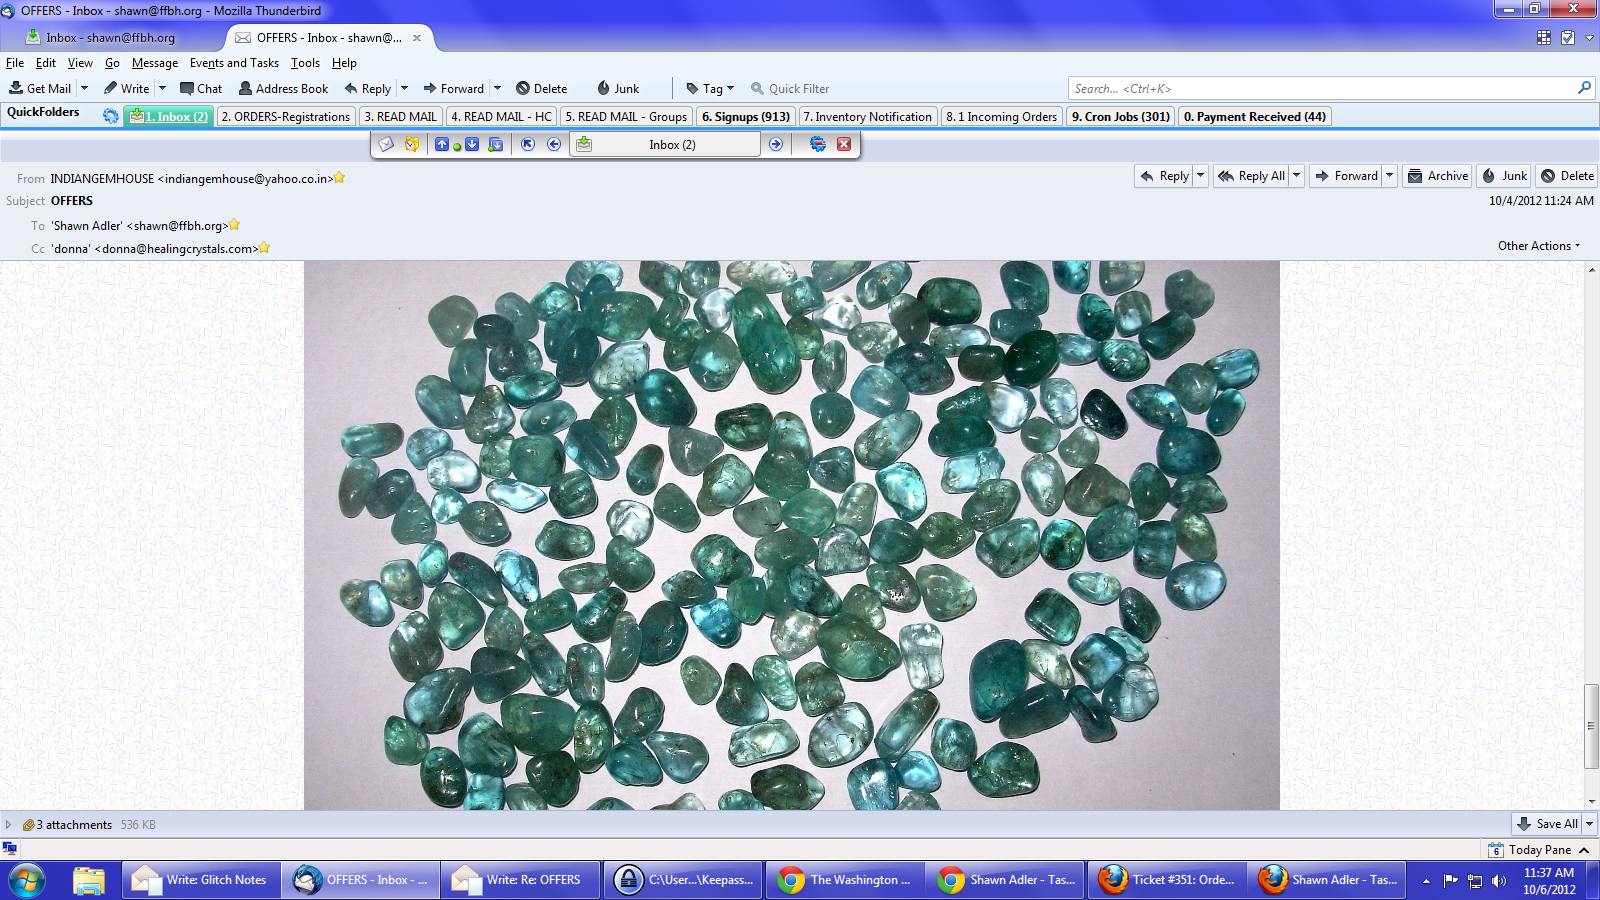 OFFERS - Inbox - shawn@ffbh.org - Mozilla Thunderbird
Inbox - shawn@ffbh.org
OFFERS - Inbox - shawn@...
File Edit View Go Message Events and Tasks Tools Help
Get Mail Write Chat Address Book Reply Forward Delete Junk Tag Quick Filter Search... <Ctrl+K>
QuickFolders 1. Inbox (2) 2. ORDERS-Registrations 3. READ MAIL 4. READ MAIL - HC 5. READ MAIL - Groups 6. Signups (913) 7. Inventory Notification 8. 1 Incoming Orders 9. Cron Jobs (301) 0. Payment Received (44)
Inbox (2)
From INDIANGEMHOUSE <indiangemhouse@yahoo.co.in> Reply Reply All Forward Archive Junk Delete
Subject OFFERS 10/4/2012 11:24 AM
To 'Shawn Adler' <shawn@ffbh.org>
Cc 'donna' <donna@healingcrystals.com> Other Actions
3 attachments 536 KB Save All
6 Today Pane
Write: Glitch Notes OFFERS - Inbox - ... Write: Re: OFFERS C:\User...\Keepass... The Washington ... Shawn Adler - Tas... Ticket #351: Orde... Shawn Adler - Tas... 11:37 AM
10/6/2012